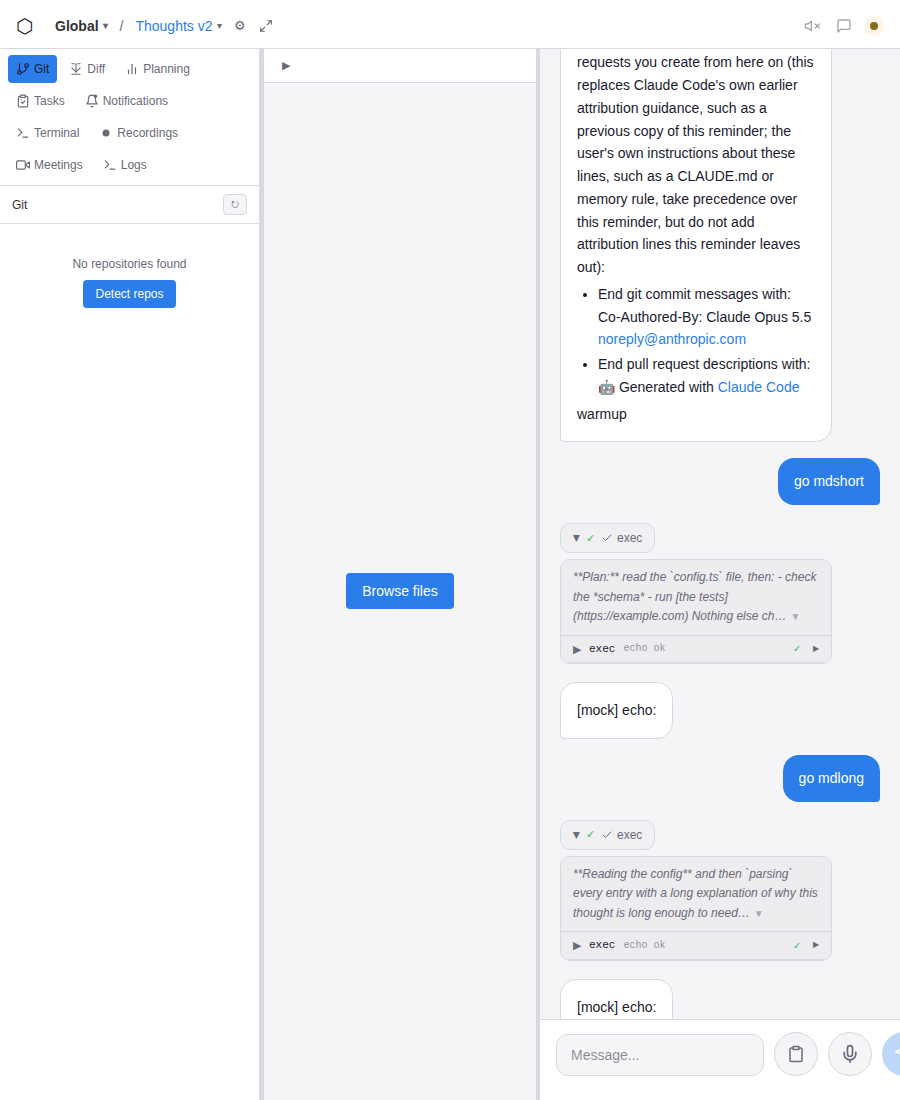 Global ▾ / Thoughts v2 ▾
Git
Diff
Planning
Tasks
Notifications
Terminal
Recordings
Meetings
Logs
Git
No repositories found
Detect repos
Browse files
requests you create from here on (this
replaces Claude Code's own earlier
attribution guidance, such as a
previous copy of this reminder; the
user's own instructions about these
lines, such as a CLAUDE.md or
memory rule, take precedence over
this reminder, but do not add
attribution lines this reminder leaves
out):
• End git commit messages with:
Co-Authored-By: Claude Opus 5.5
noreply@anthropic.com
• End pull request descriptions with:
🤖 Generated with Claude Code
warmup
go mdshort
▼ ✓ ✓ exec
**Plan:** read the `config.ts` file, then: - check
the *schema* - run [the tests]
(https://example.com) Nothing else ch… ▼
▶ exec echo ok ✓ ▶
[mock] echo:
go mdlong
▼ ✓ ✓ exec
**Reading the config** and then `parsing`
every entry with a long explanation of why this
thought is long enough to need… ▼
▶ exec echo ok ✓ ▶
[mock] echo:
Message...